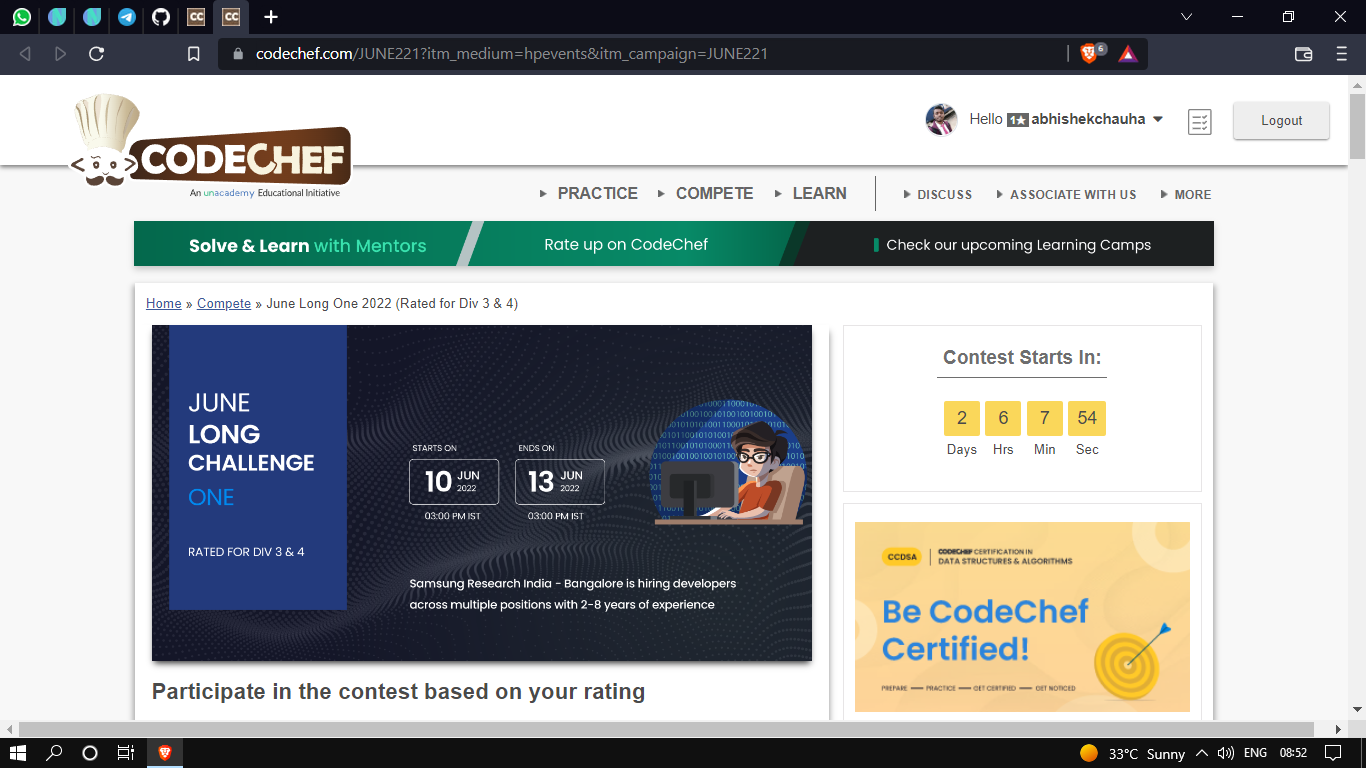 CC
CC
codechef.com/JUNE221?itm_medium=hpevents&itm_campaign=JUNE221
6
CODECHEF
An unacademy Educational Initiative
Hello 1★ abhishekchauha
Logout
PRACTICE COMPETE LEARN DISCUSS ASSOCIATE WITH US MORE
Solve & Learn with Mentors
Rate up on CodeChef
Check our upcoming Learning Camps
Home » Compete » June Long One 2022 (Rated for Div 3 & 4)
JUNE
LONG
CHALLENGE
ONE
RATED FOR DIV 3 & 4
STARTS ON
10 JUN
2022
03:00 PM IST
ENDS ON
13 JUN
2022
03:00 PM IST
Samsung Research India - Bangalore is hiring developers
across multiple positions with 2-8 years of experience
Contest Starts In:
2 6 7 54
Days Hrs Min Sec
CCDSA
CODECHEF CERTIFICATION IN
DATA STRUCTURES & ALGORITHMS
Be CodeChef
Certified!
PREPARE — PRACTICE — GET CERTIFIED — GET NOTICED
Participate in the contest based on your rating
33°C Sunny ENG 08:52